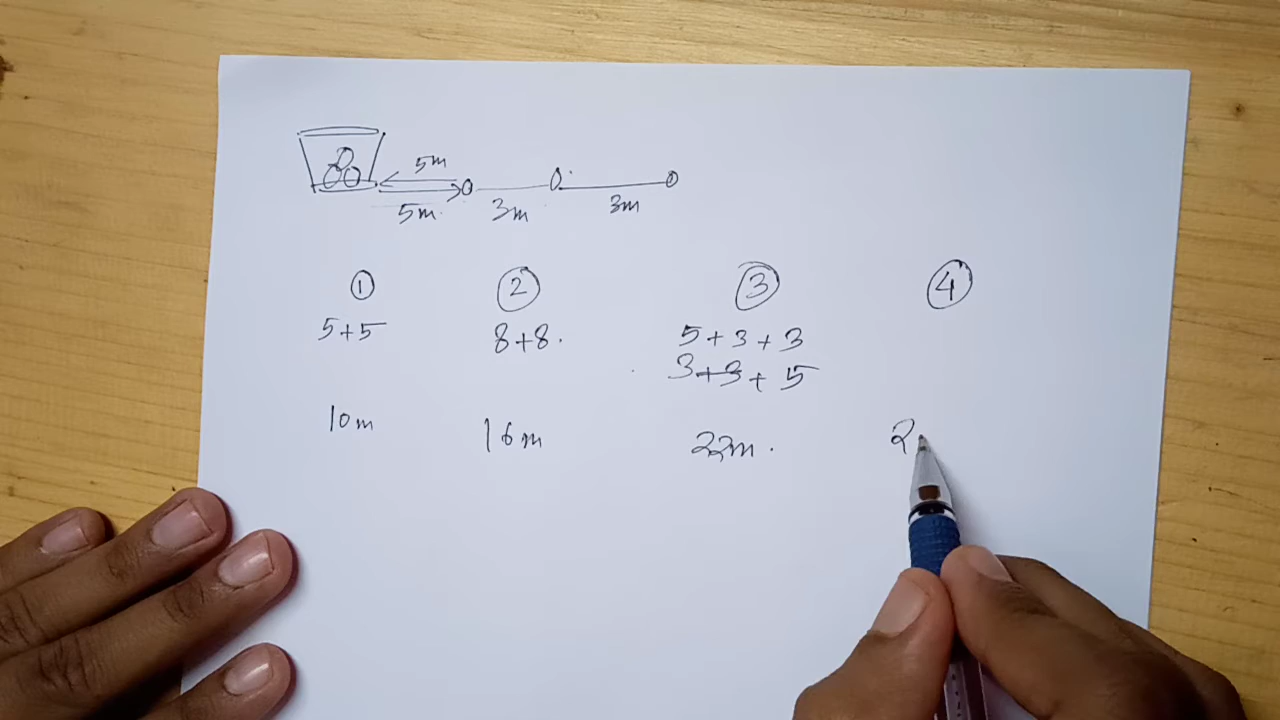 5m
5m.
3m
3m
① ② ③ ④
5+5 8+8. 5+3+3
3+3+5
10m 16m 22m. 2